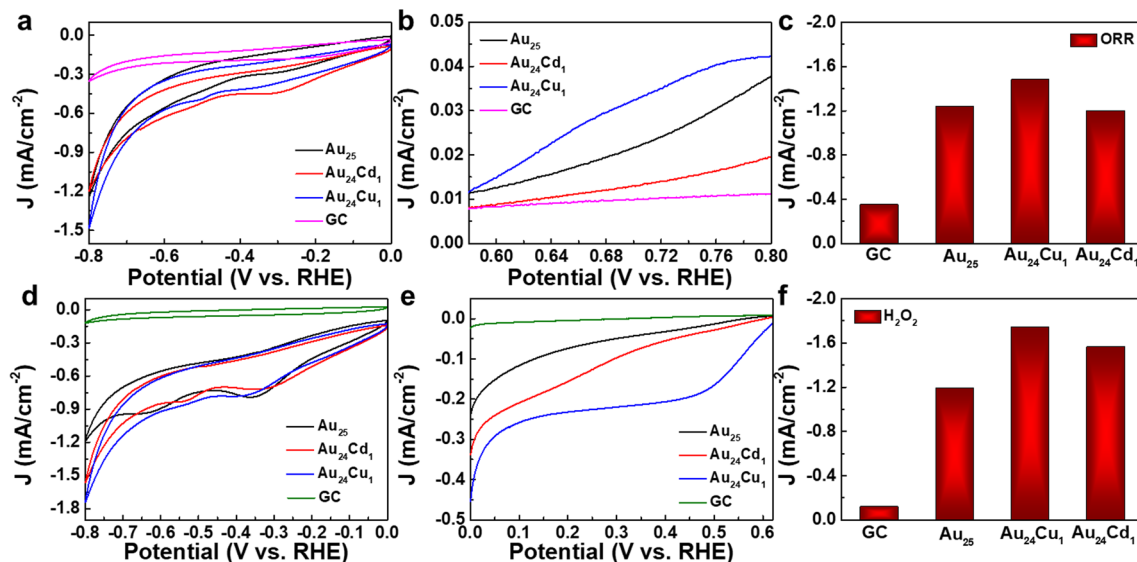 a
0.00
-0.3
-0.6
-0.9
-1.2
-1.5
J (mA/cm⁻²)
Au₂₅
Au₂₄Cd₁
Au₂₄Cu₁
GC
-0.8 -0.6 -0.4 -0.2 0.0
Potential (V vs. RHE)
b
0.05
0.04
0.03
0.02
0.01
0.00
J (mA/cm⁻²)
Au₂₅
Au₂₄Cd₁
Au₂₄Cu₁
GC
0.60 0.64 0.68 0.72 0.76 0.80
Potential (V vs. RHE)
c
-2.0
-1.6
-1.2
-0.8
-0.4
0.0
J (mA/cm⁻²)
ORR
GC Au₂₅ Au₂₄Cu₁ Au₂₄Cd₁
d
0.0
-0.3
-0.6
-0.9
-1.2
-1.5
-1.8
J (mA/cm⁻²)
Au₂₅
Au₂₄Cd₁
Au₂₄Cu₁
GC
-0.8 -0.7 -0.6 -0.5 -0.4 -0.3 -0.2 -0.1 0.0
Potential (V vs. RHE)
e
0.0
-0.1
-0.2
-0.3
-0.4
-0.5
J (mA/cm⁻²)
Au₂₅
Au₂₄Cd₁
Au₂₄Cu₁
GC
0.0 0.1 0.2 0.3 0.4 0.5 0.6
Potential (V vs. RHE)
f
-2.0
-1.6
-1.2
-0.8
-0.4
0.0
J (mA/cm⁻²)
H₂O₂
GC Au₂₅ Au₂₄Cu₁ Au₂₄Cd₁